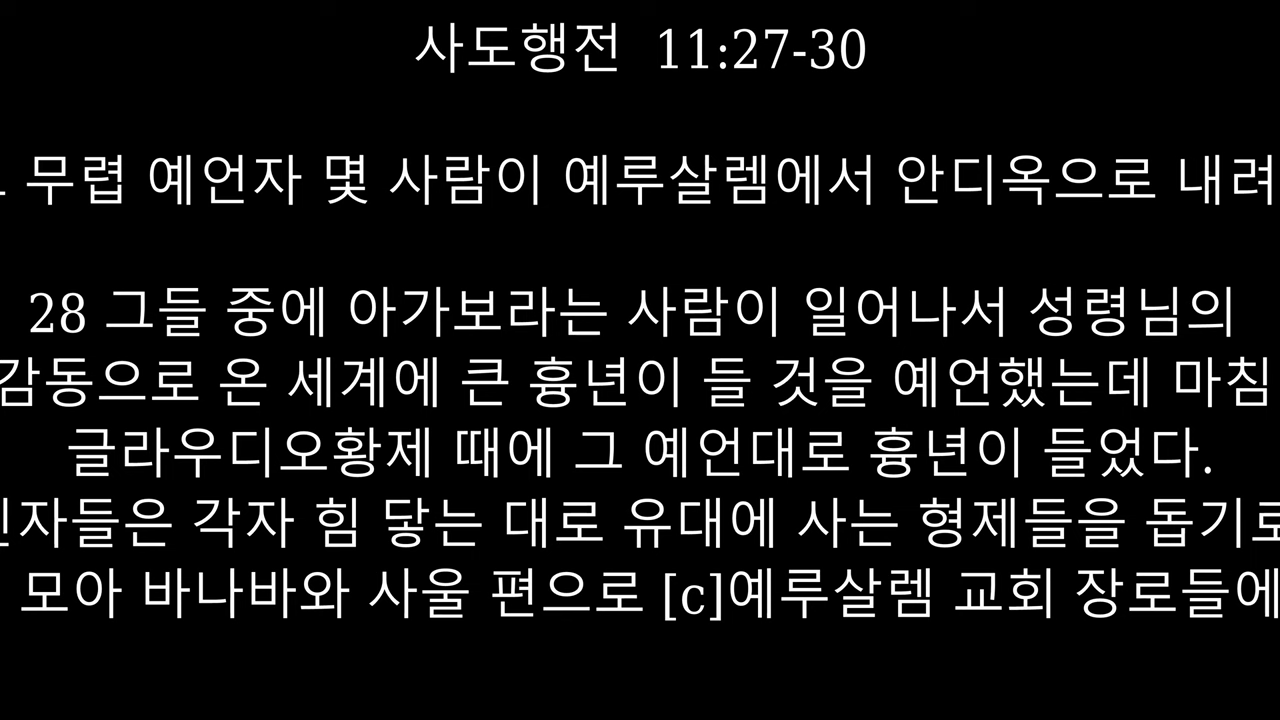 사도행전 11:27-30
무렵 예언자 몇 사람이 예루살렘에서 안디옥으로 내려
28 그들 중에 아가보라는 사람이 일어나서 성령님의
감동으로 온 세계에 큰 흉년이 들 것을 예언했는데 마침
글라우디오황제 때에 그 예언대로 흉년이 들었다.
자들은 각자 힘 닿는 대로 유대에 사는 형제들을 돕기로
모아 바나바와 사울 편으로 [c]예루살렘 교회 장로들에